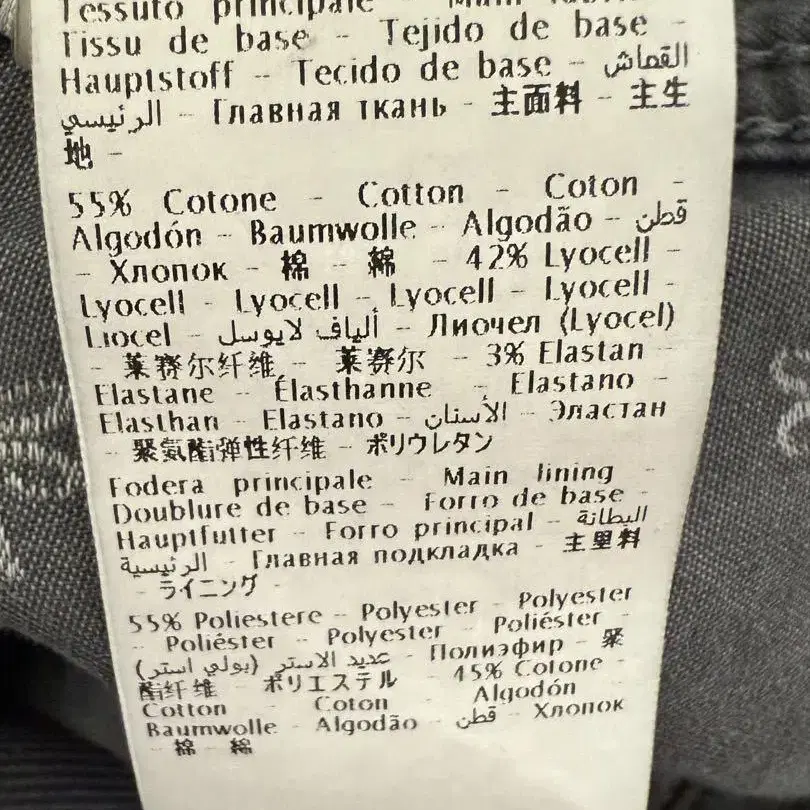 Tessuto principale - Main fabric
Tissu de base - Tejido de base -
Hauptstoff - Tecido de base - القماش
الرئيسي - Главная ткань - 主面料 - 主生
地 -
55% Cotone - Cotton - Coton -
Algodón - Baumwolle - Algodão - قطن
- Хлопок - 棉 - 綿 - 42% Lyocell -
Lyocell - Lyocell - Lyocell - Lyocell -
Liocel - ألياف لايوسل - Лиочел (Lyocel)
- 莱赛尔纤维 - 莱赛尔 - 3% Elastan -
Elastane - Élasthanne - Elastano -
Elasthan - Elastano - الأستان - Эластан
- 聚氨酯弹性纤维 - ポリウレタン
Fodera principale - Main lining -
Doublure de base - Forro de base -
Hauptfutter - Forro principal - البطانة
الرئيسية - Главная подкладка - 主里料
- ライニング -
55% Poliestere - Polyester - Polyester
- Poliéster - Polyester - Poliéster -
عديد الاستر (بولي استر) - Полиэфир - 聚
酯纤维 - ポリエステル - 45% Cotone -
Cotton - Coton - Algodón -
Baumwolle - Algodão - قطن - Хлопок
- 棉 - 綿